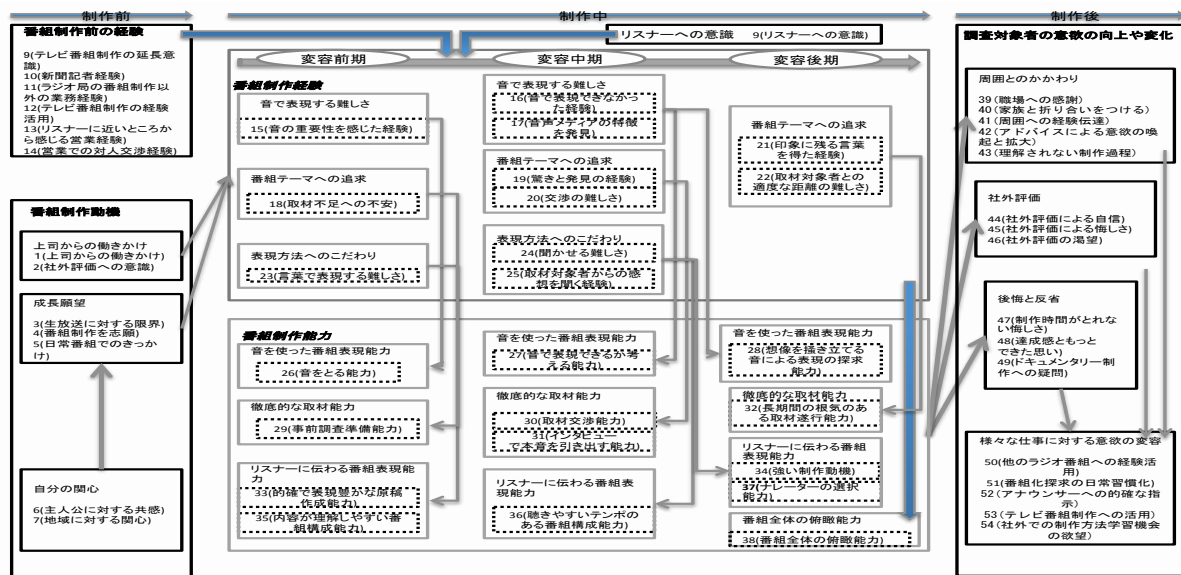 制作前
制作中
制作後
番組制作前の経験
9(テレビ番組制作の延長意
識)
10(新聞記者経験)
11(ラジオ局の番組制作以
外の業務経験)
12(テレビ番組制作の経験
活用)
13(リスナーに近いところか
ら感じる営業経験)
14(営業での対人交渉経験)
番組制作動機
上司からの働きかけ
1(上司からの働きかけ)
2(社外評価への意識)
成長願望
3(生放送に対する限界)
4(番組制作を志願)
5(日常番組でのきっか
け)
自分の関心
6(主人公に対する共感)
7(地域に対する関心)
リスナーへの意識 9(リスナーへの意識)
変容前期
変容中期
変容後期
番組制作経験
音で表現する難しさ
15(音の重要性を感じた経験)
番組テーマへの追求
18(取材不足への不安)
表現方法へのこだわり
23(言葉で表現する難しさ)
音で表現する難しさ
16(音で表現できなかっ
た経験)
17(音声メディアの特徴
を発見)
番組テーマへの追求
19(驚きと発見の経験)
20(交渉の難しさ)
表現方法へのこだわり
24(聞かせる難しさ)
25(取材対象者からの感
想を聞く経験)
番組テーマへの追求
21(印象に残る言葉
を得た経験)
22(取材対象者との
適度な距離の難しさ)
番組制作能力
音を使った番組表現能力
26(音をとる能力)
徹底的な取材能力
29(事前調査準備能力)
リスナーに伝わる番組表現能
力
33(的確で表現豊かな原稿
作成能力)
35(内容が理解しやすい番
組構成能力)
音を使った番組表現能力
27(音で表現できるか考
える能力)
徹底的な取材能力
30(取材交渉能力)
31(インタビュー
で本音を引き出す能力)
リスナーに伝わる番組表現
能力
36(聴きやすいテンポの
ある番組構成能力)
音を使った番組表現能
力
28(想像を掻き立てる
音による表現の探求
能力)
徹底的な取材能力
32(長期間の根気のあ
る取材遂行能力)
リスナーに伝わる番組
表現能力
34(強い制作動機)
37(ナレーターの選択
能力)
番組全体の俯瞰能力
38(番組全体の俯瞰能力)
調査対象者の意欲の向上や変化
周囲とのかかわり
39(職場への感謝)
40(家族と折り合いをつける)
41(周囲への経験伝達)
42(アドバイスによる意欲の喚
起と拡大)
43(理解されない制作過程)
社外評価
44(社外評価による自信)
45(社外評価による悔しさ)
46(社外評価の渇望)
後悔と反省
47(制作時間がとれな
い悔しさ)
48(達成感ともっと
できた思い)
49(ドキュメンタリー制
作への疑問)
様々な仕事に対する意欲の変容
50(他のラジオ番組への経験活
用)
51(番組化探求の日常習慣化)
52(アナウンサーへの的確な指
示)
53(テレビ番組制作への活用)
54(社外での制作方法学習機会
の欲望)